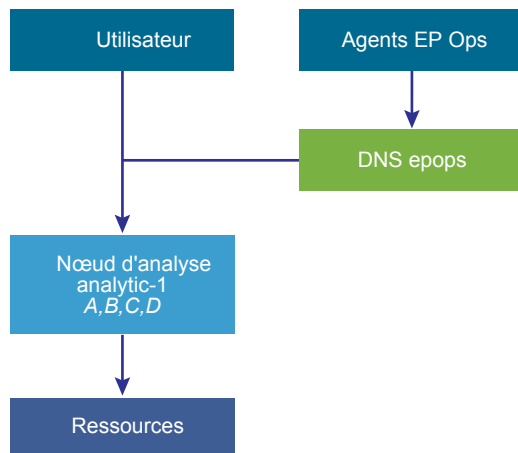 Utilisateur
Agents EP Ops
DNS epops
Nœud d'analyse
analytic-1
A,B,C,D
Ressources